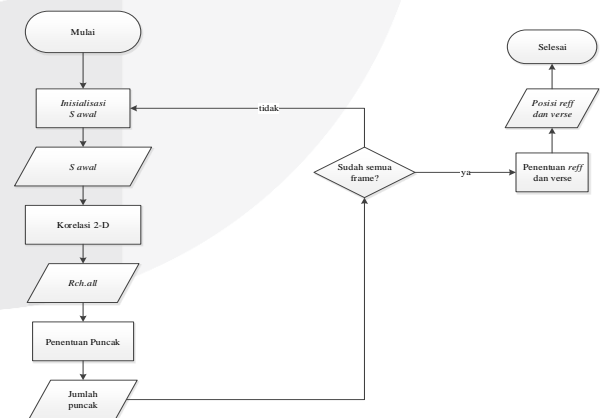 Mulai
Inisialisasi
S awal
S awal
Korelasi 2-D
Rch.all
Penentuan Puncak
Jumlah
puncak
tidak
Sudah semua
frame?
ya
Penentuan reff
dan verse
Posisi reff
dan verse
Selesai